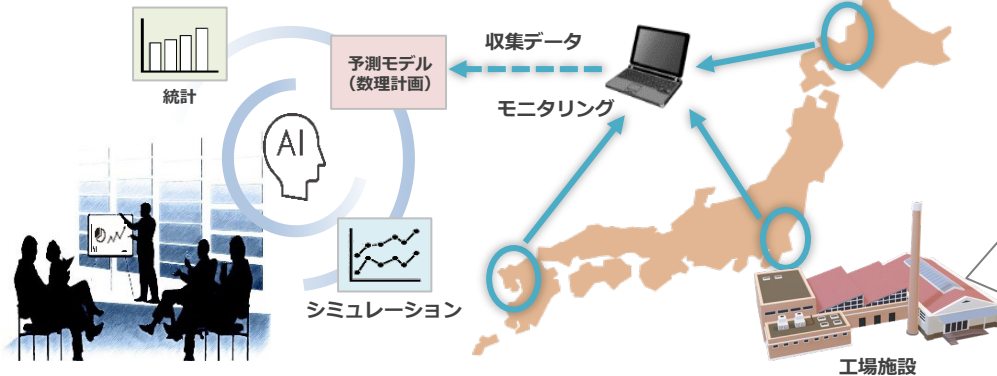 統計
予測モデル
（数理計画）
収集データ
モニタリング
AI
AI
シミュレーション
工場施設